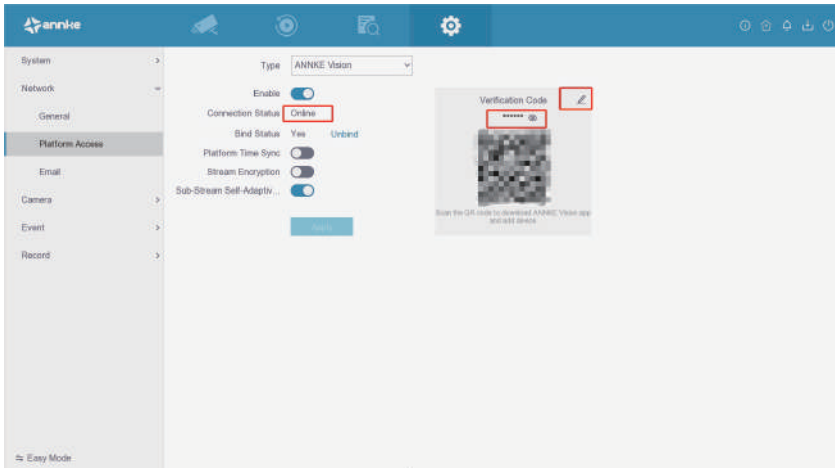 annke
System
Network
General
Platform Access
Email
Camera
Event
Record
Easy Mode
Type ANNKE Vision
Enable
Connection Status Online
Bind Status Yes Unbind
Platform Time Sync
Stream Encryption
Sub-Stream Self-Adaptiv...
Verification Code
******
Scan the QR code to download ANNKE Vision app
and add device